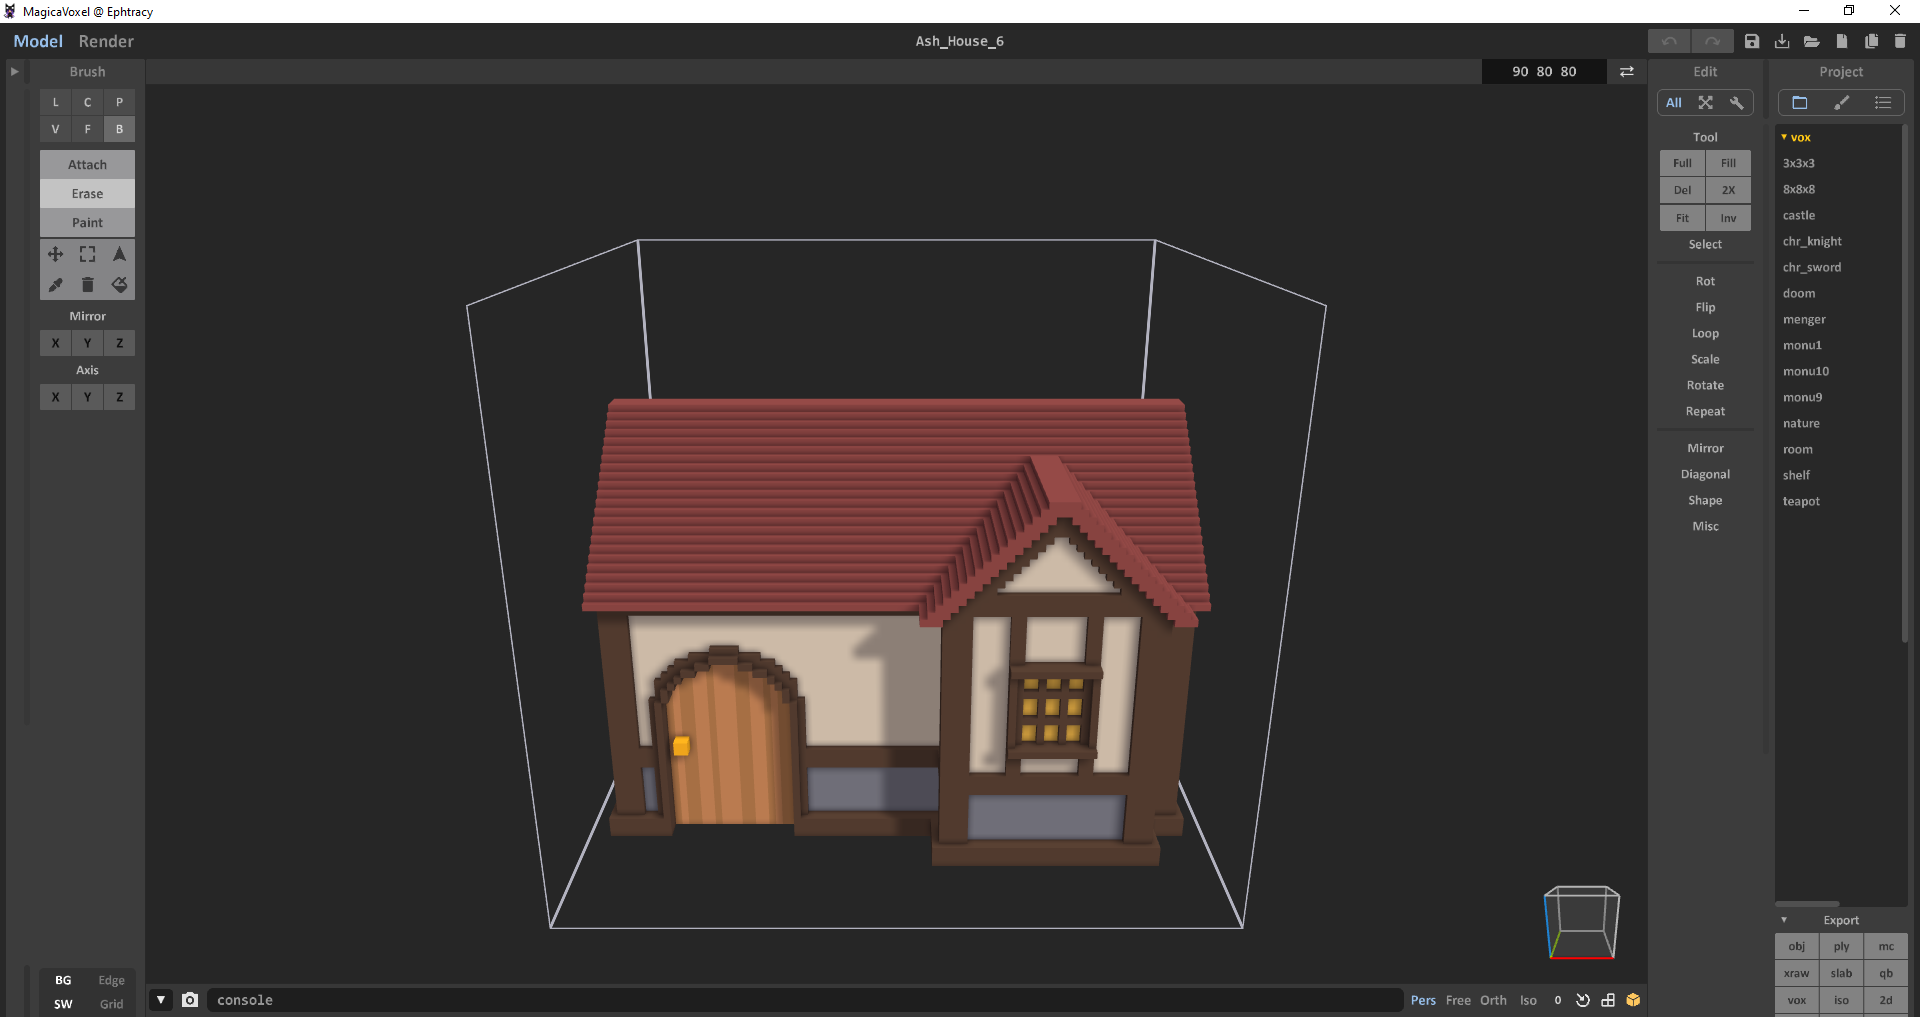 MagicaVoxel @ Ephtracy
Model Render
Ash_House_6
Brush
L C P
V F B
Attach
Erase
Paint
Mirror
X Y Z
Axis
X Y Z
BG Edge
SW Grid
90 80 80
console
Pers Free Orth Iso 0
Edit
All
Tool
Full Fill
Del 2X
Fit Inv
Select
Rot
Flip
Loop
Scale
Rotate
Repeat
Mirror
Diagonal
Shape
Misc
Project
vox
3x3x3
8x8x8
castle
chr_knight
chr_sword
doom
menger
monu1
monu10
monu9
nature
room
shelf
teapot
Export
obj ply mc
xraw slab qb
vox iso 2d